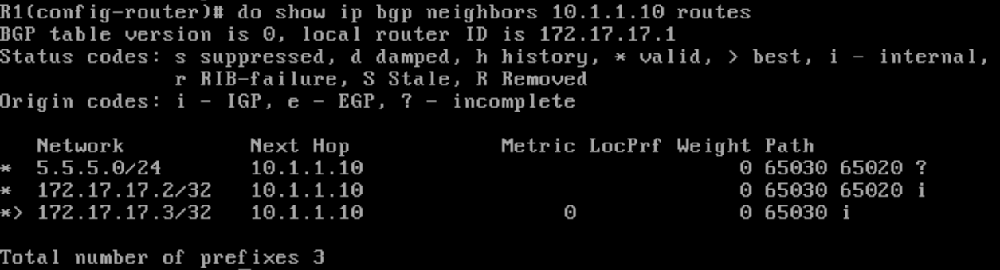 R1(config-router)# do show ip bgp neighbors 10.1.1.10 routes
BGP table version is 0, local router ID is 172.17.17.1
Status codes: s suppressed, d damped, h history, * valid, > best, i - internal,
              r RIB-failure, S Stale, R Removed
Origin codes: i - IGP, e - EGP, ? - incomplete

   Network          Next Hop            Metric LocPrf Weight Path
*  5.5.5.0/24       10.1.1.10                              0 65030 65020 ?
*  172.17.17.2/32   10.1.1.10                              0 65030 65020 i
*> 172.17.17.3/32   10.1.1.10                0             0 65030 i

Total number of prefixes 3